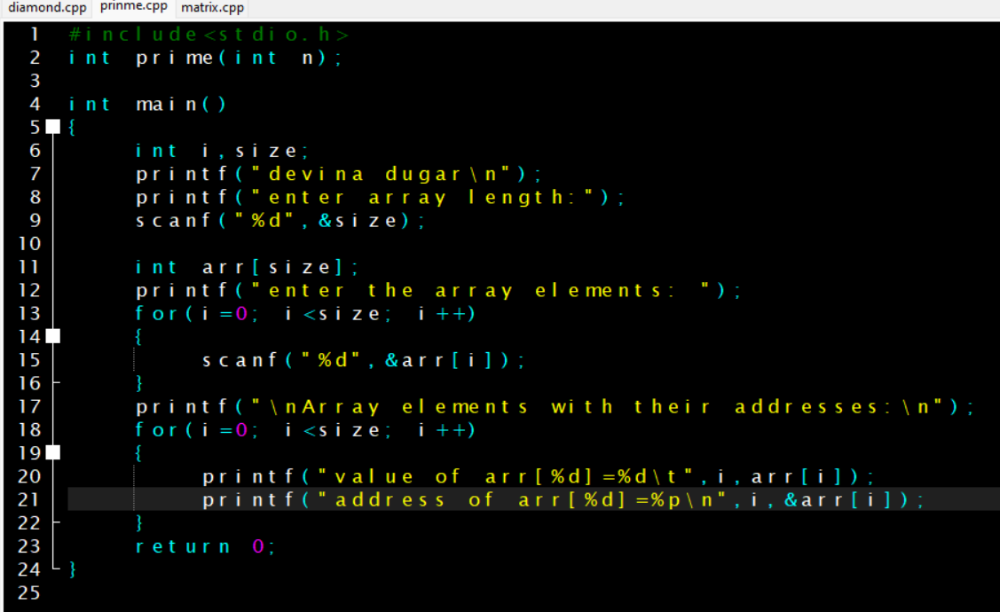 diamond.cpp prinme.cpp matrix.cpp
1 #include<stdio.h>
2 int prime(int n);
3
4 int main()
5 {
6 int i,size;
7 printf("devina dugar\n");
8 printf("enter array length:");
9 scanf("%d",&size);
10
11 int arr[size];
12 printf("enter the array elements: ");
13 for(i=0; i<size; i++)
14 {
15 scanf("%d",&arr[i]);
16 }
17 printf("\nArray elements with their addresses:\n");
18 for(i=0; i<size; i++)
19 {
20 printf("value of arr[%d]=%d\t",i,arr[i]);
21 printf("address of arr[%d]=%p\n",i,&arr[i]);
22 }
23 return 0;
24 }
25